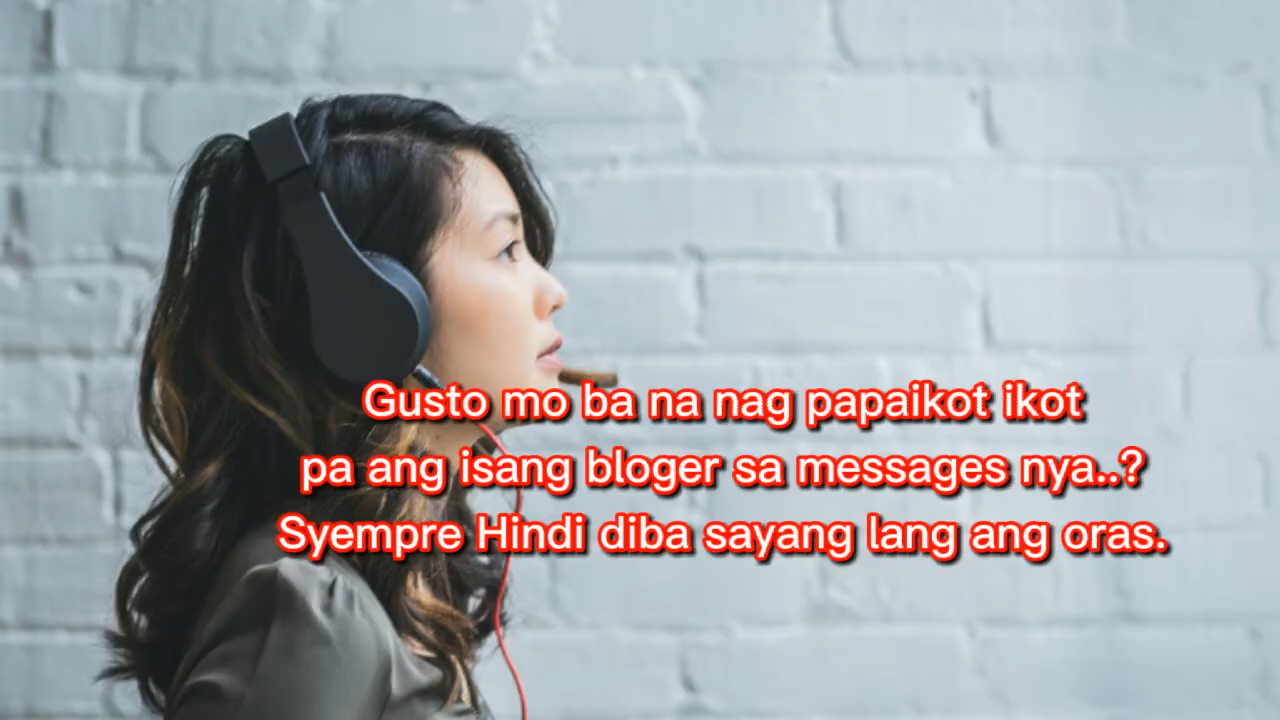 Gusto mo ba na nag papaikot ikot
pa ang isang bloger sa messages nya..?
Syempre Hindi diba sayang lang ang oras.